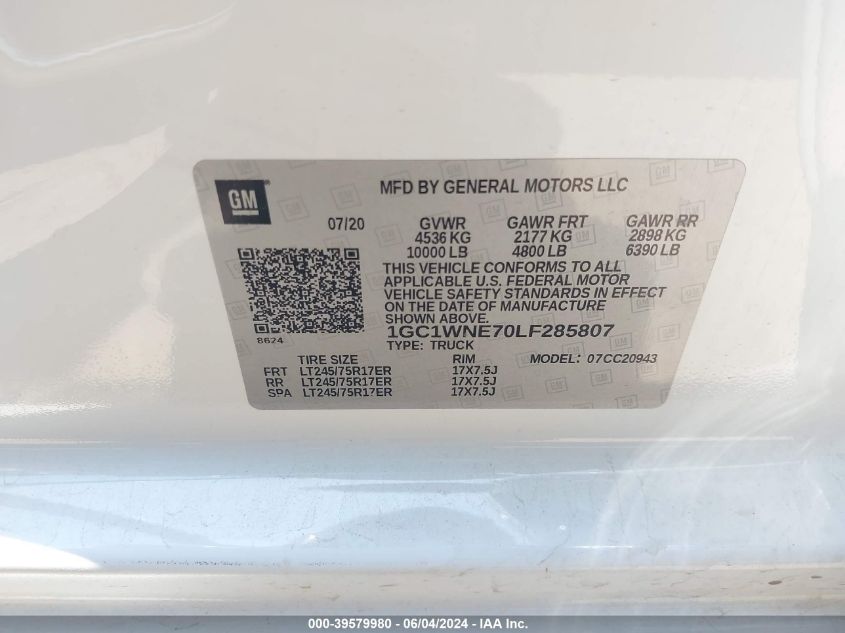 GM
MFD BY GENERAL MOTORS LLC
07/20 GVWR GAWR FRT GAWR RR
4536 KG 2177 KG 2898 KG
10000 LB 4800 LB 6390 LB
THIS VEHICLE CONFORMS TO ALL
APPLICABLE U.S. FEDERAL MOTOR
VEHICLE SAFETY STANDARDS IN EFFECT
ON THE DATE OF MANUFACTURE
SHOWN ABOVE.
1GC1WNE70LF285807
8624
TYPE: TRUCK
TIRE SIZE RIM MODEL: 07CC20943
FRT LT245/75R17ER 17X7.5J
RR LT245/75R17ER 17X7.5J
SPA LT245/75R17ER 17X7.5J
000-39579980 - 06/04/2024 - IAA Inc.